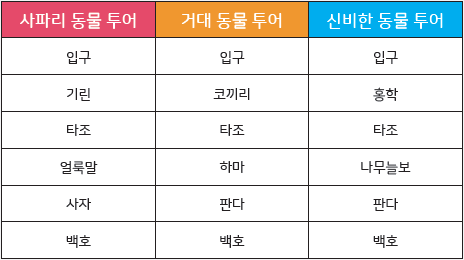 사파리 동물 투어 거대 동물 투어 신비한 동물 투어
입구 입구 입구
기린 코끼리 홍학
타조 타조 타조
얼룩말 하마 나무늘보
사자 판다 판다
백호 백호 백호